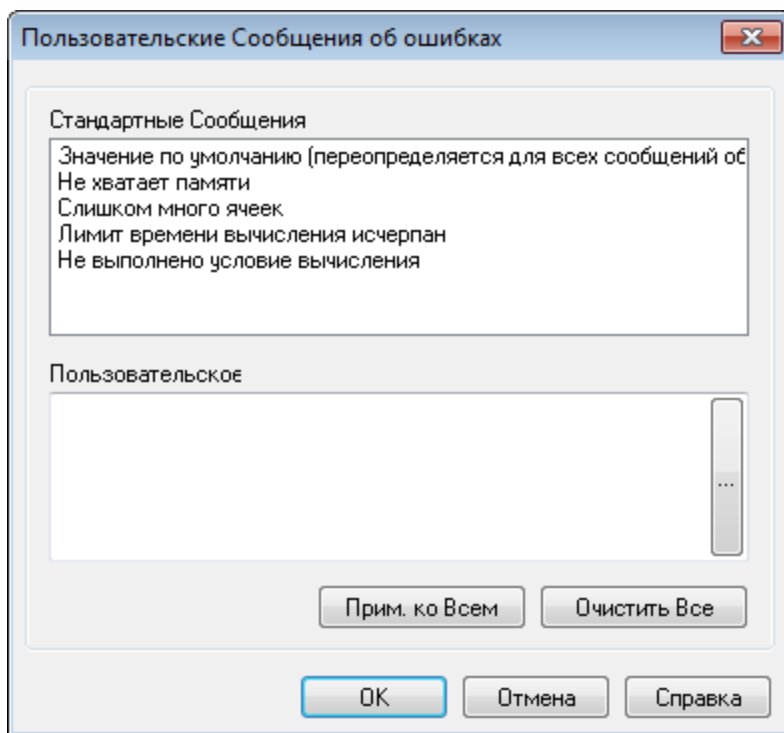 Пользовательские Сообщения об ошибках
Стандартные Сообщения
Значение по умолчанию (переопределяется для всех сообщений об
Не хватает памяти
Слишком много ячеек
Лимит времени вычисления исчерпан
Не выполнено условие вычисления
Пользовательское
...
Прим. ко Всем
Очистить Все
OK
Отмена
Справка